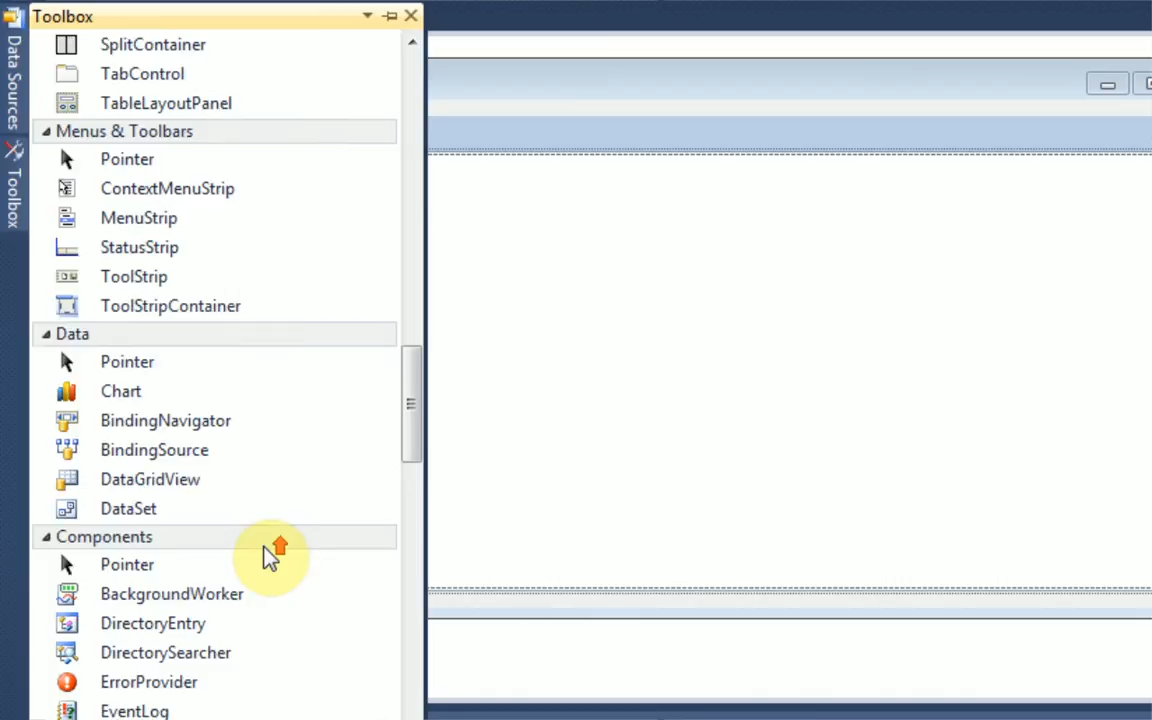 Data Sources
Toolbox
Toolbox
SplitContainer
TabControl
TableLayoutPanel
Menus & Toolbars
Pointer
ContextMenuStrip
MenuStrip
StatusStrip
ToolStrip
ToolStripContainer
Data
Pointer
Chart
BindingNavigator
BindingSource
DataGridView
DataSet
Components
Pointer
BackgroundWorker
DirectoryEntry
DirectorySearcher
ErrorProvider
EventLog